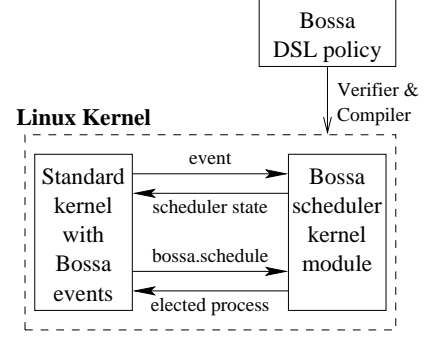 Bossa
DSL policy
Verifier &
Compiler
Linux Kernel
Standard
kernel
with
Bossa
events
event
scheduler state
bossa.schedule
elected process
Bossa
scheduler
kernel
module